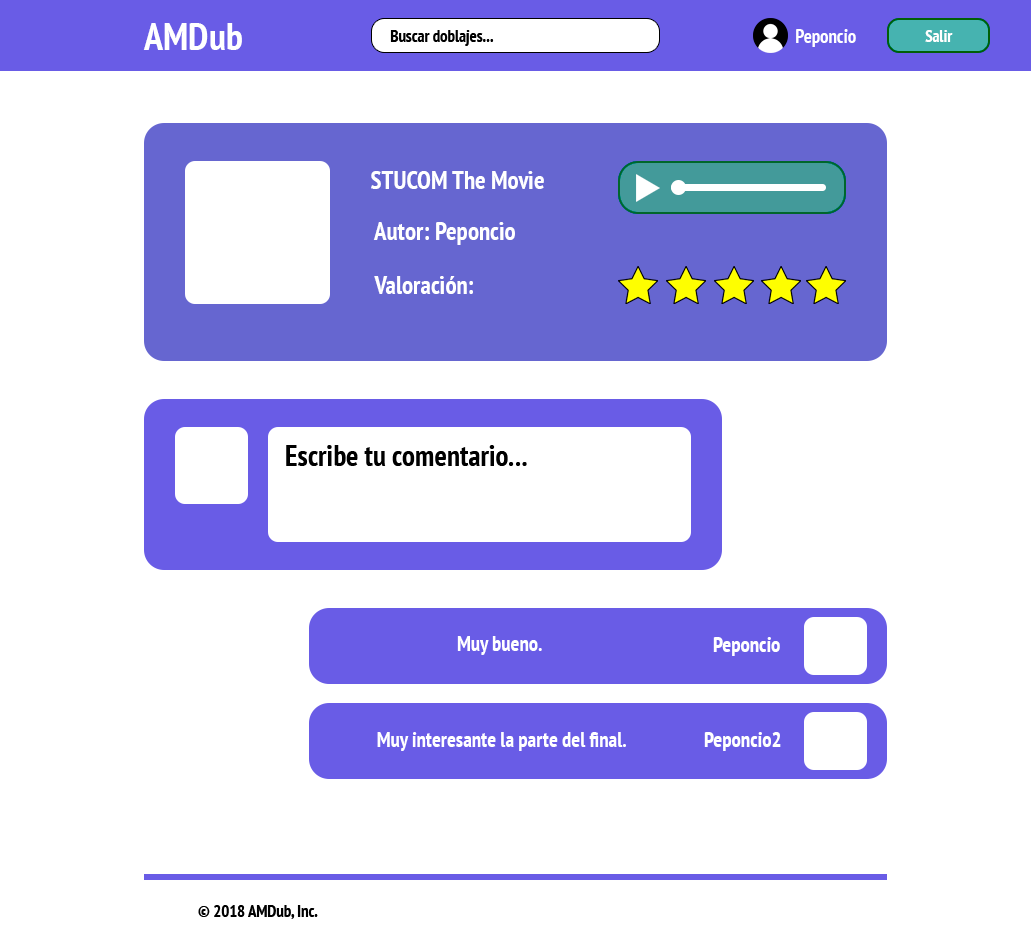 AMDub
Buscar doblajes...
Peponcio
Salir
STUCOM The Movie
Autor: Peponcio
Valoración:
Escribe tu comentario...
Muy bueno.
Peponcio
Muy interesante la parte del final.
Peponcio2
© 2018 AMDub, Inc.